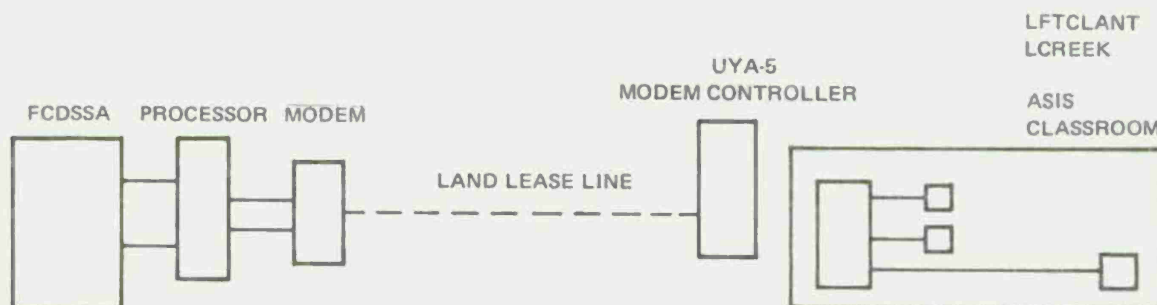 LFTCLANT
LCREEK
UYA-5
MODEM CONTROLLER
ASIS
CLASSROOM
FCDSSA
PROCESSOR
MODEM
LAND LEASE LINE